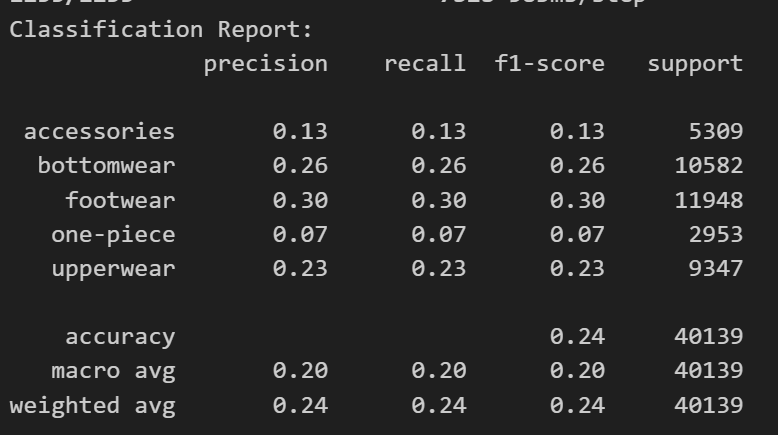 Classification Report:
precision recall f1-score support
accessories 0.13 0.13 0.13 5309
bottomwear 0.26 0.26 0.26 10582
footwear 0.30 0.30 0.30 11948
one-piece 0.07 0.07 0.07 2953
upperwear 0.23 0.23 0.23 9347
accuracy 0.24 40139
macro avg 0.20 0.20 0.20 40139
weighted avg 0.24 0.24 0.24 40139